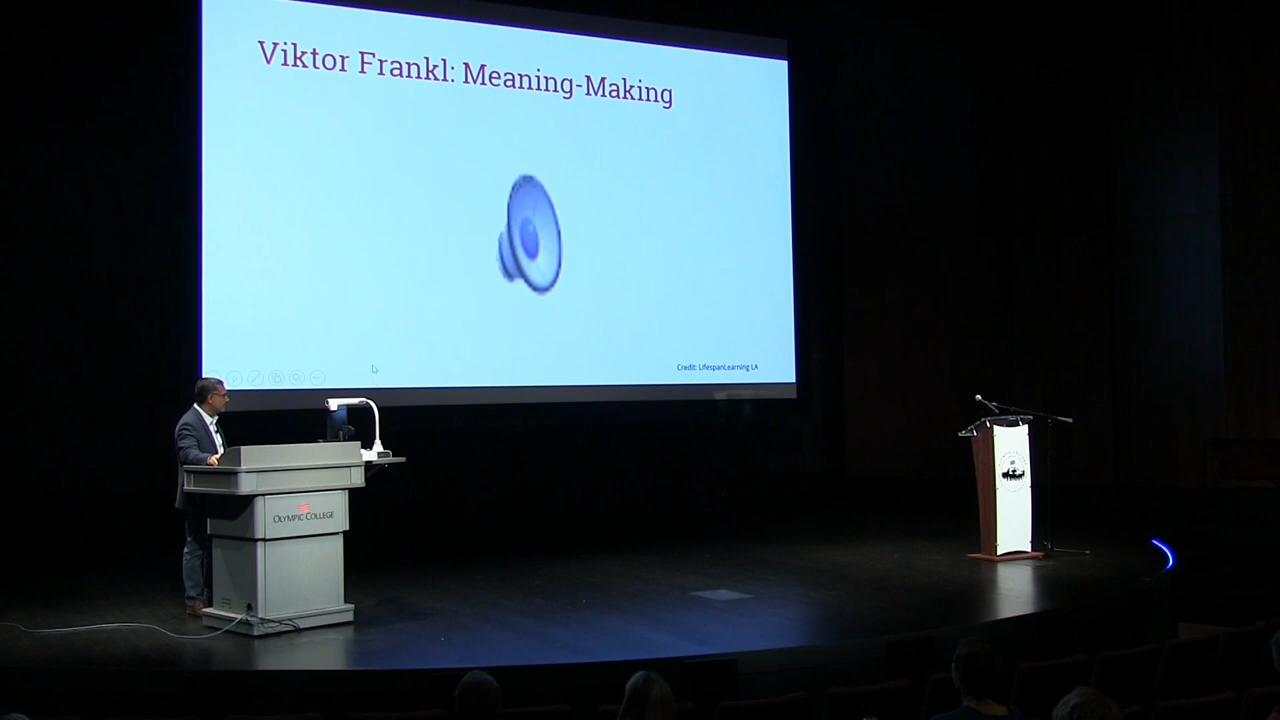 Viktor Frankl: Meaning-Making
Credit: LifespanLearning LA
OLYMPIC COLLEGE